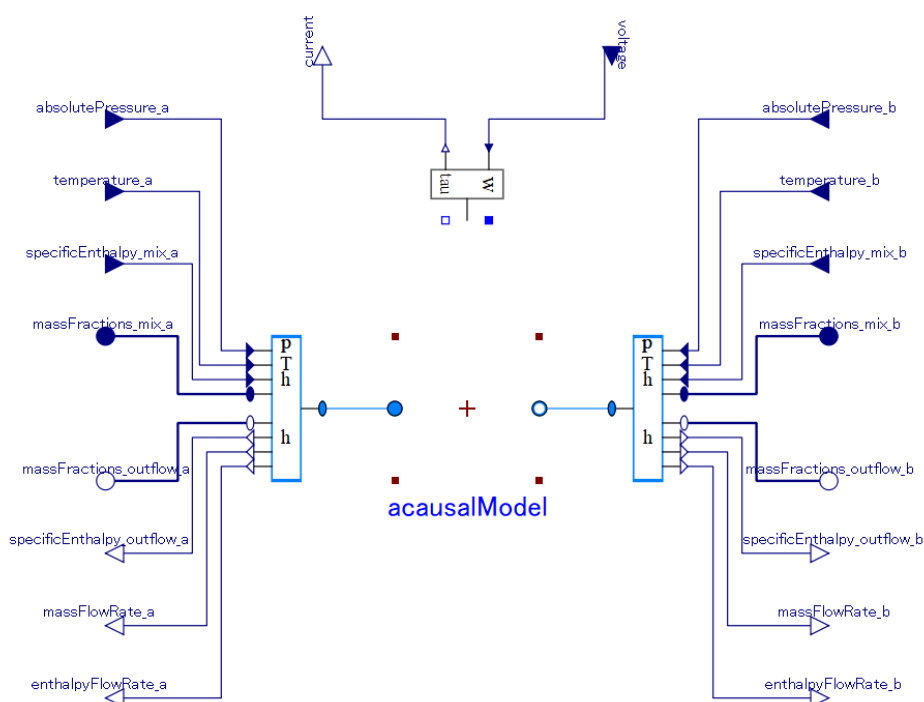 current
voltage
absolutePressure_a
absolutePressure_b
tau
w
temperature_a
temperature_b
specificEnthalpy_mix_a
specificEnthalpy_mix_b
massFractions_mix_a
massFractions_mix_b
p
T
h
h
p
T
h
h
massFractions_outflow_a
massFractions_outflow_b
acausalModel
specificEnthalpy_outflow_a
specificEnthalpy_outflow_b
massFlowRate_a
massFlowRate_b
enthalpyFlowRate_a
enthalpyFlowRate_b